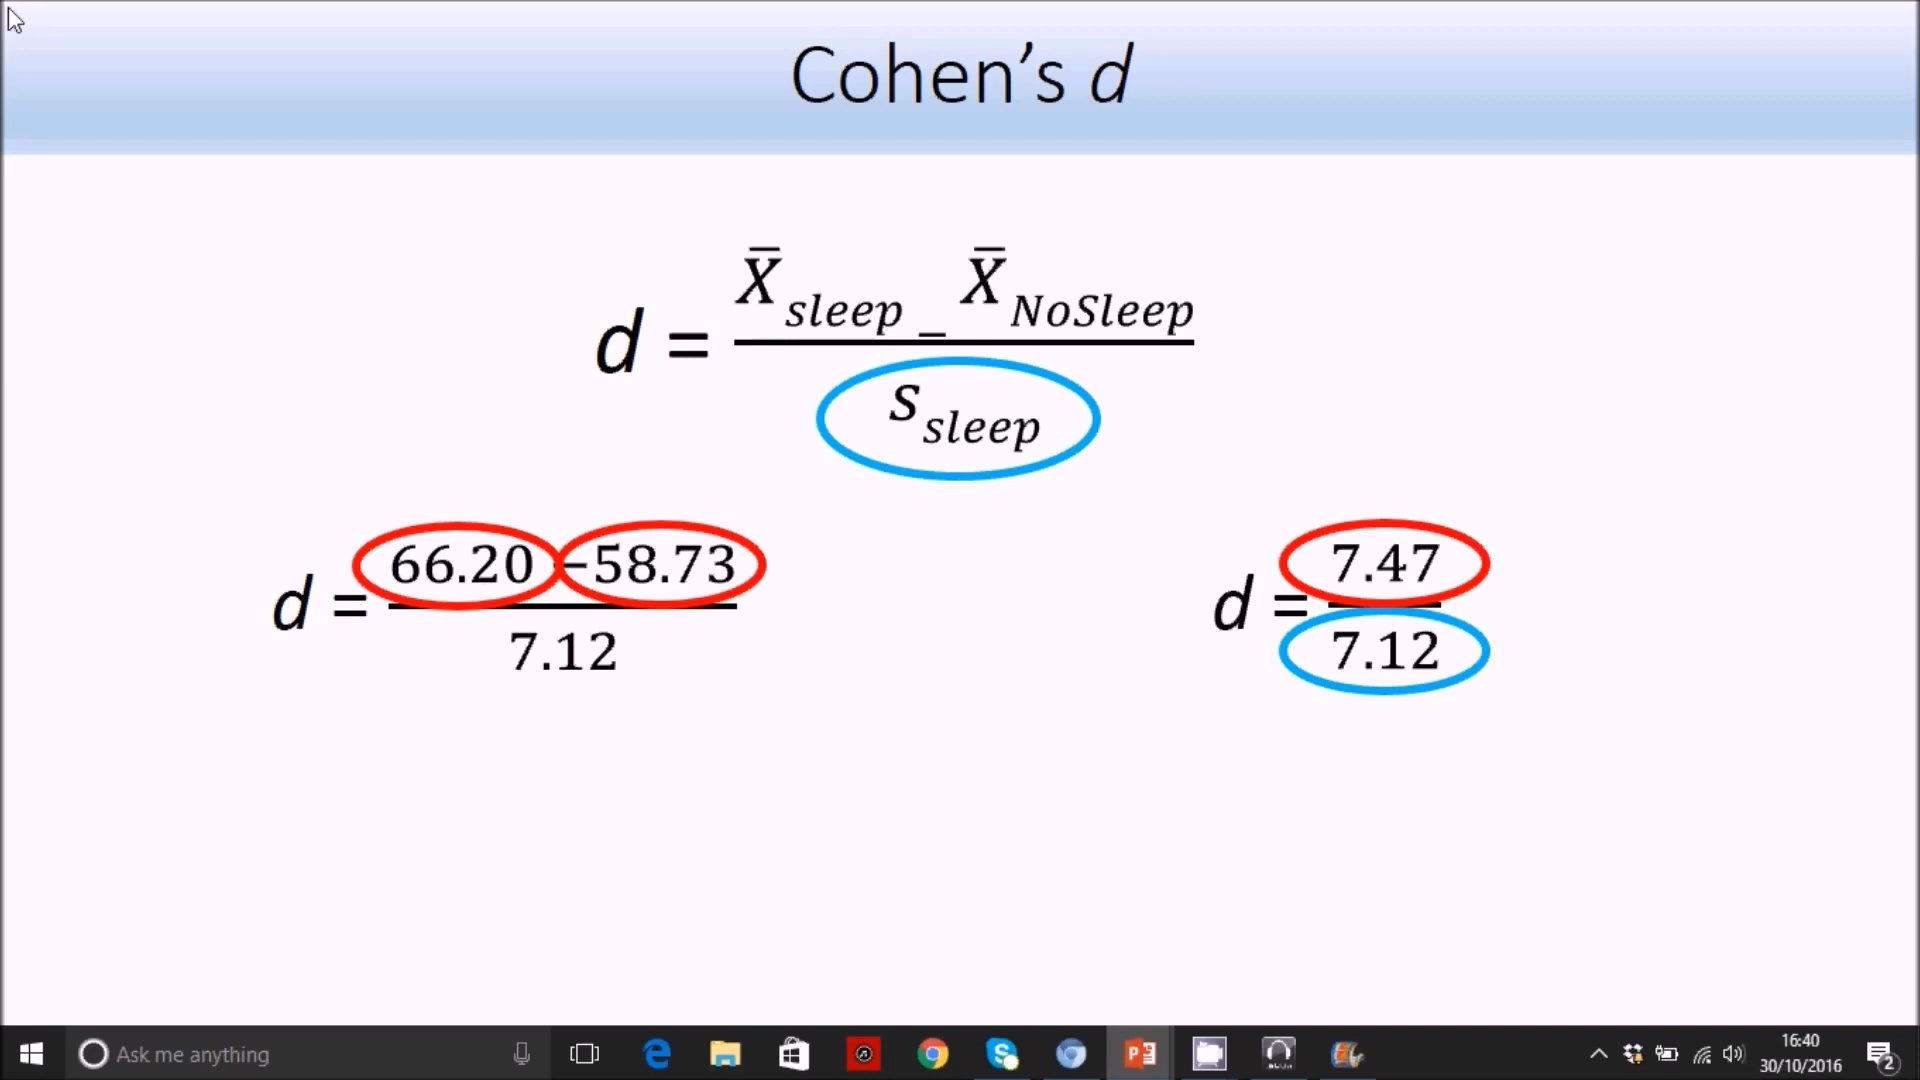 Cohen's d
d = X̄sleep _ X̄NoSleep
ssleep
d = 66.20 −58.73
7.12
d = 7.47
7.12
Ask me anything
16:40
30/10/2016
2